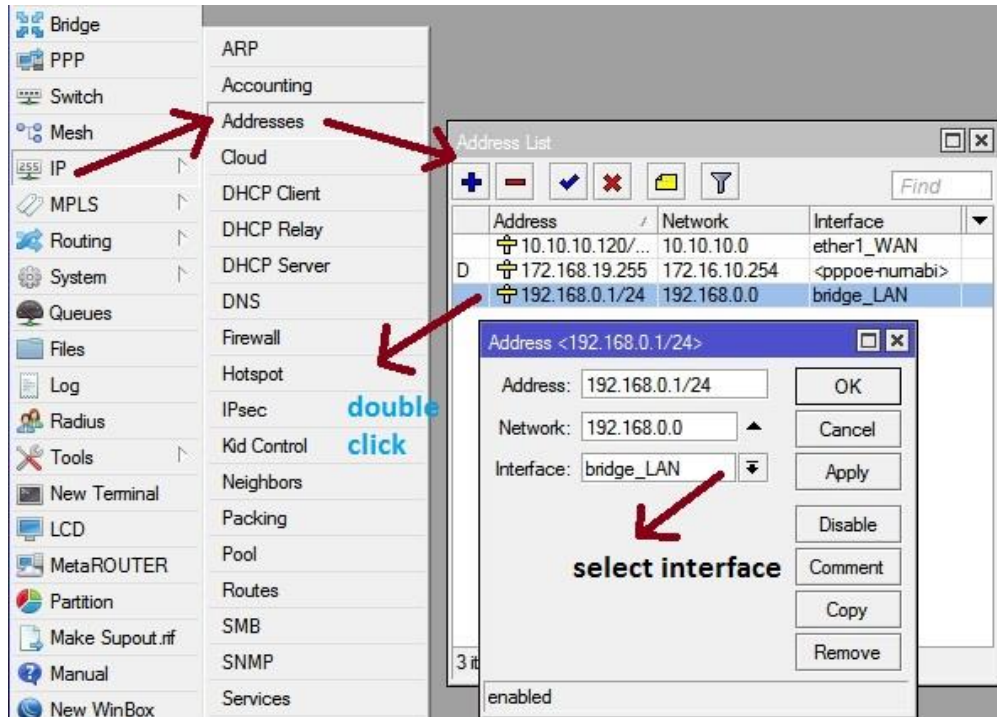 Bridge
PPP
Switch
Mesh
IP
MPLS
Routing
System
Queues
Files
Log
Radius
Tools
New Terminal
LCD
MetaROUTER
Partition
Make Supout.rif
Manual
New WinBox
ARP
Accounting
Addresses
Cloud
DHCP Client
DHCP Relay
DHCP Server
DNS
Firewall
Hotspot
IPsec
Kid Control
Neighbors
Packing
Pool
Routes
SMB
SNMP
Services
double
click
Address List
Find
Address Network Interface
10.10.10.120/... 10.10.10.0 ether1_WAN
D 172.168.19.255 172.16.10.254 <pppoe-numabi>
192.168.0.1/24 192.168.0.0 bridge_LAN
Address <192.168.0.1/24>
Address: 192.168.0.1/24 OK
Network: 192.168.0.0 Cancel
Interface: bridge_LAN Apply
Disable
select interface Comment
Copy
Remove
3 it
enabled